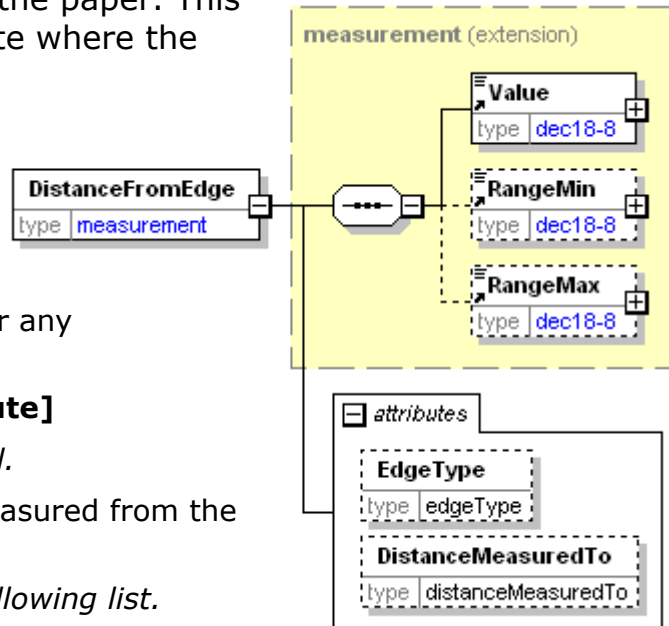 the paper. This
te where the
r any
ute]
l.
asured from the
llowing list.
measurement (extension)
DistanceFromEdge
type measurement
Value
type dec18-8
RangeMin
type dec18-8
RangeMax
type dec18-8
attributes
EdgeType
type edgeType
DistanceMeasuredTo
type distanceMeasuredTo